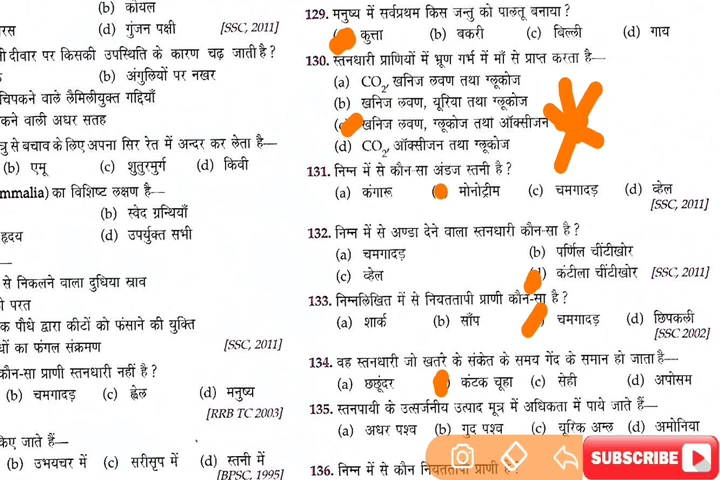 (b) कोयल
रस (d) गुंजन पक्षी [SSC, 2011]
ी दीवार पर किसकी उपस्थिति के कारण चढ़ जाती है?
(b) अंगुलियों पर नखर
चिपकने वाले लैमिलीयुक्त गद्दियाँ
कने वाली अधर सतह
त्रु से बचाव के लिए अपना सिर रेत में अन्दर कर लेता है—
(b) एमू (c) शुतुरमुर्ग (d) किवी
mmalia) का विशिष्ट लक्षण है—
(b) स्वेद ग्रन्थियाँ
हृदय (d) उपर्युक्त सभी
से निकलने वाला दुधिया स्राव
ी परत
क पौधे द्वारा कीटों को फंसाने की युक्ति
धों का फंगल संक्रमण [SSC, 2011]
कौन-सा प्राणी स्तनधारी नहीं है?
(b) चमगादड़ (c) ह्वेल (d) मनुष्य
[RRB TC 2003]
किए जाते हैं—
(b) उभयचर में (c) सरीसृप में (d) स्तनी में
[BPSC, 1995]
129. मनुष्य में सर्वप्रथम किस जन्तु को पालतू बनाया?
कुत्ता (b) बकरी (c) बिल्ली (d) गाय
130. स्तनधारी प्राणियों में भ्रूण गर्भ में माँ से प्राप्त करता है—
(a) CO₂, खनिज लवण तथा ग्लूकोज
(b) खनिज लवण, यूरिया तथा ग्लूकोज
(c) खनिज लवण, ग्लूकोज तथा ऑक्सीजन
(d) CO₂, ऑक्सीजन तथा ग्लूकोज
131. निम्न में से कौन-सा अंडज स्तनी है?
(a) कंगारू मोनोट्रीम (c) चमगादड़ (d) व्हेल
[SSC, 2011]
132. निम्न में से अण्डा देने वाला स्तनधारी कौन-सा है?
(a) चमगादड़ (b) पर्णिल चींटीखोर
(c) व्हेल (d) कंटीला चींटीखोर [SSC, 2011]
133. निम्नलिखित में से नियततापी प्राणी कौन-सा है?
(a) शार्क (b) साँप चमगादड़ (d) छिपकली
[SSC 2002]
134. वह स्तनधारी जो खतरे के संकेत के समय गेंद के समान हो जाता है—
(a) छछूंदर कंटक चूहा (c) सेही (d) अपोसम
135. स्तनपायी के उत्सर्जनीय उत्पाद मूत्र में अधिकता में पाये जाते हैं—
(a) अधर पश्व (b) गुद पश्व (c) यूरिक अम्ल (d) अमोनिया
136. निम्न में से कौन नियततापी प्राणी है?
SUBSCRIBE